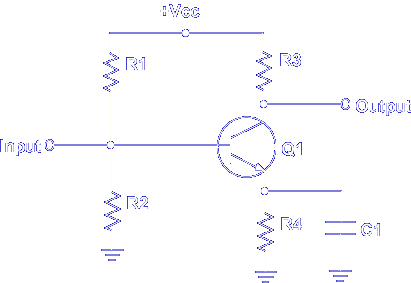 +Vcc
R1
R3
Output
Input
Q1
R2
R4
C1